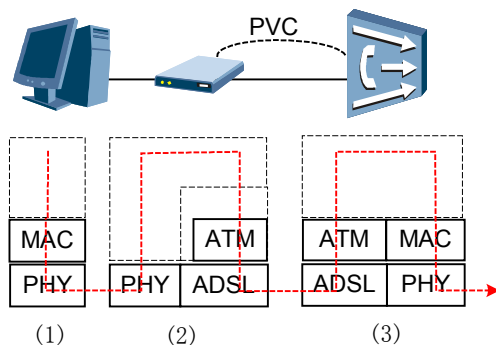 PVC
MAC ATM ATM MAC
PHY PHY ADSL ADSL PHY
(1) (2) (3)